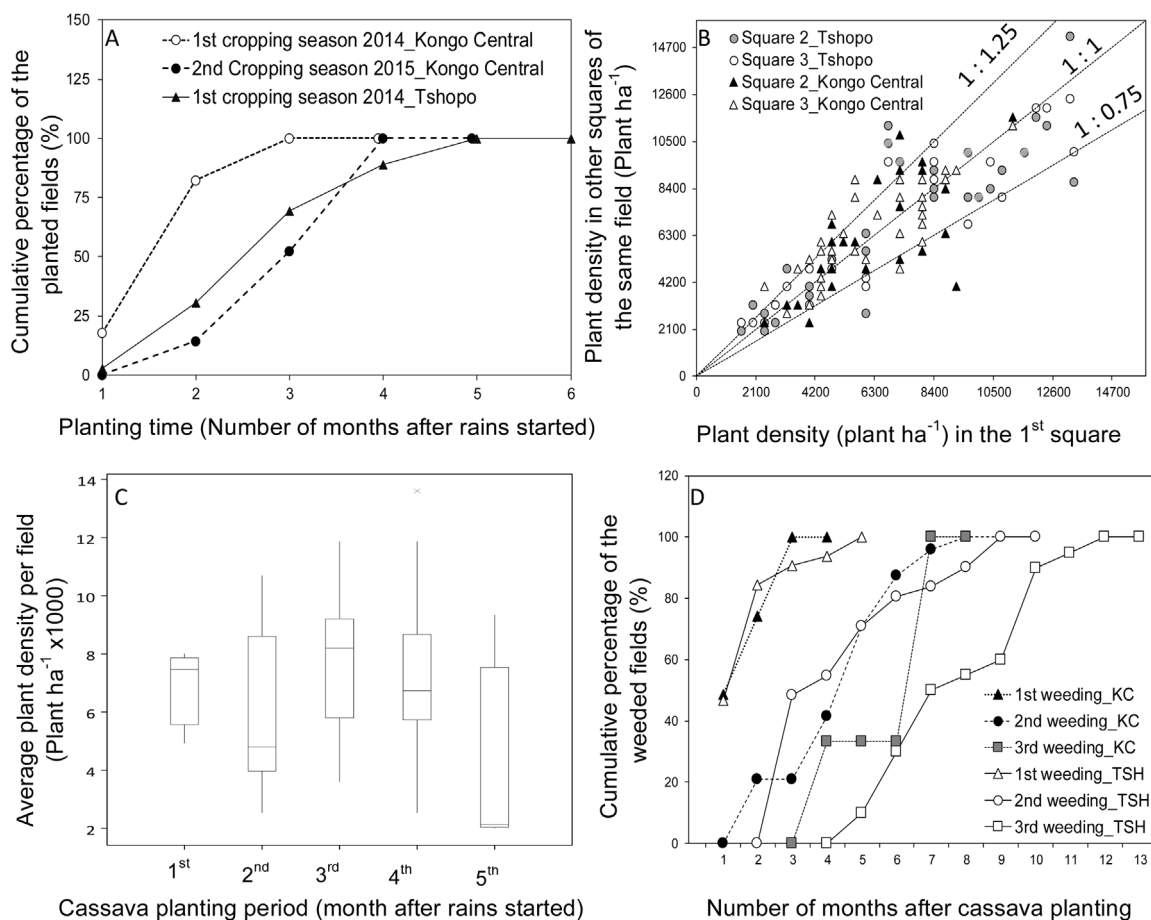 A
1st cropping season 2014_Kongo Central
2nd Cropping season 2015_Kongo Central
1st cropping season 2014_Tshopo
Cumulative percentage of the
planted fields (%)
150
125
100
75
50
25
0
1 2 3 4 5 6
Planting time (Number of months after rains started)
B
Square 2_Tshopo
Square 3_Tshopo
Square 2_Kongo Central
Square 3_Kongo Central
1 : 1.25
1 : 1
1 : 0.75
Plant density in other squares of
the same field (Plant ha⁻¹)
14700
12600
10500
8400
6300
4200
2100
0
0 2100 4200 6300 8400 10500 12600 14700
Plant density (plant ha⁻¹) in the 1st square
C
Average plant density per field
(Plant ha⁻¹ x1000)
14
12
10
8
6
4
2
1st 2nd 3rd 4th 5th
Cassava planting period (month after rains started)
D
Cumulative percentage of the
weeded fields (%)
120
100
80
60
40
20
0
1st weeding_KC
2nd weeding_KC
3rd weeding_KC
1st weeding_TSH
2nd weeding_TSH
3rd weeding_TSH
1 2 3 4 5 6 7 8 9 10 11 12 13
Number of months after cassava planting